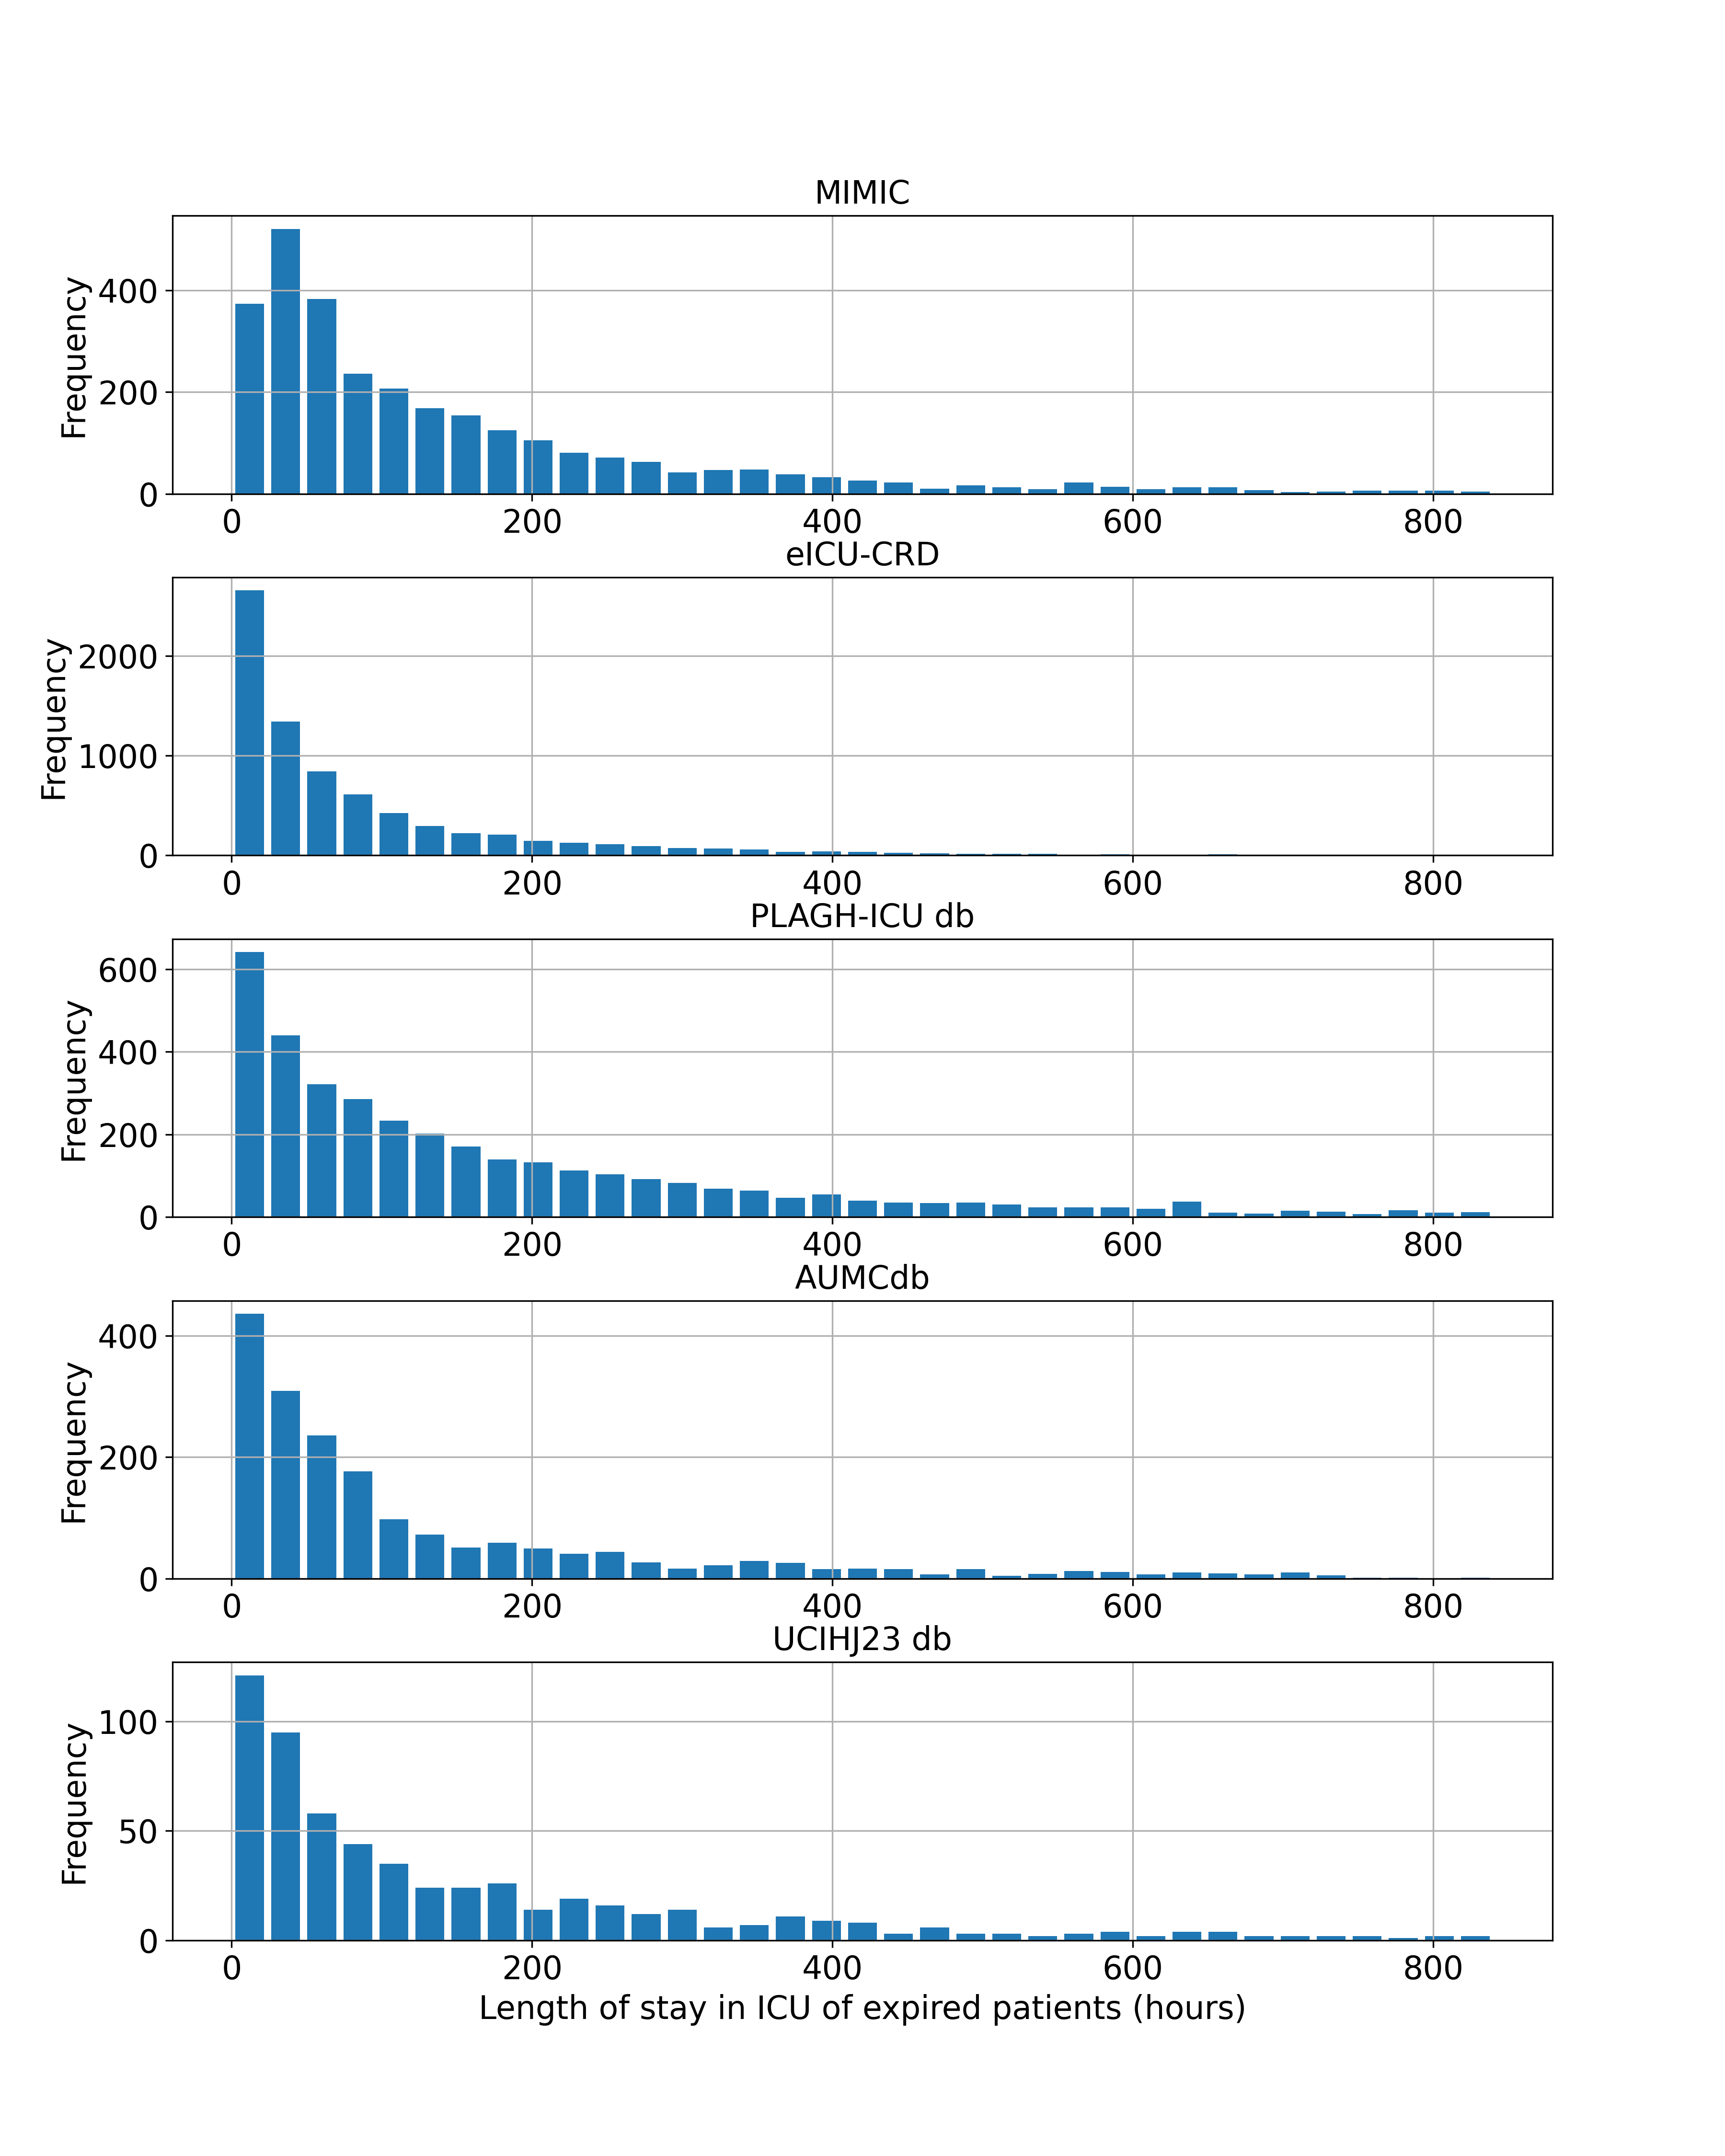 MIMIC
Frequency
400
200
0
0 200 400 600 800
eICU-CRD
Frequency
2000
1000
0
0 200 400 600 800
PLAGH-ICU db
Frequency
600
400
200
0
0 200 400 600 800
AUMCdb
Frequency
400
200
0
0 200 400 600 800
UCIHJ23 db
Frequency
100
50
0
0 200 400 600 800
Length of stay in ICU of expired patients (hours)